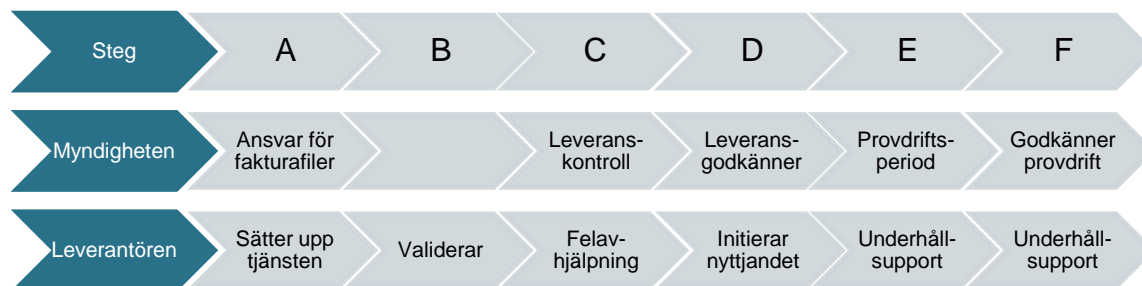 Steg
A
B
C
D
E
F
Myndigheten
Ansvar för
fakturafiler
Leverans-
kontroll
Leverans-
godkänner
Provdrifts-
period
Godkänner
provdrift
Leverantören
Sätter upp
tjänsten
Validerar
Felav-
hjälpning
Initierar
nyttjandet
Underhåll-
support
Underhåll-
support